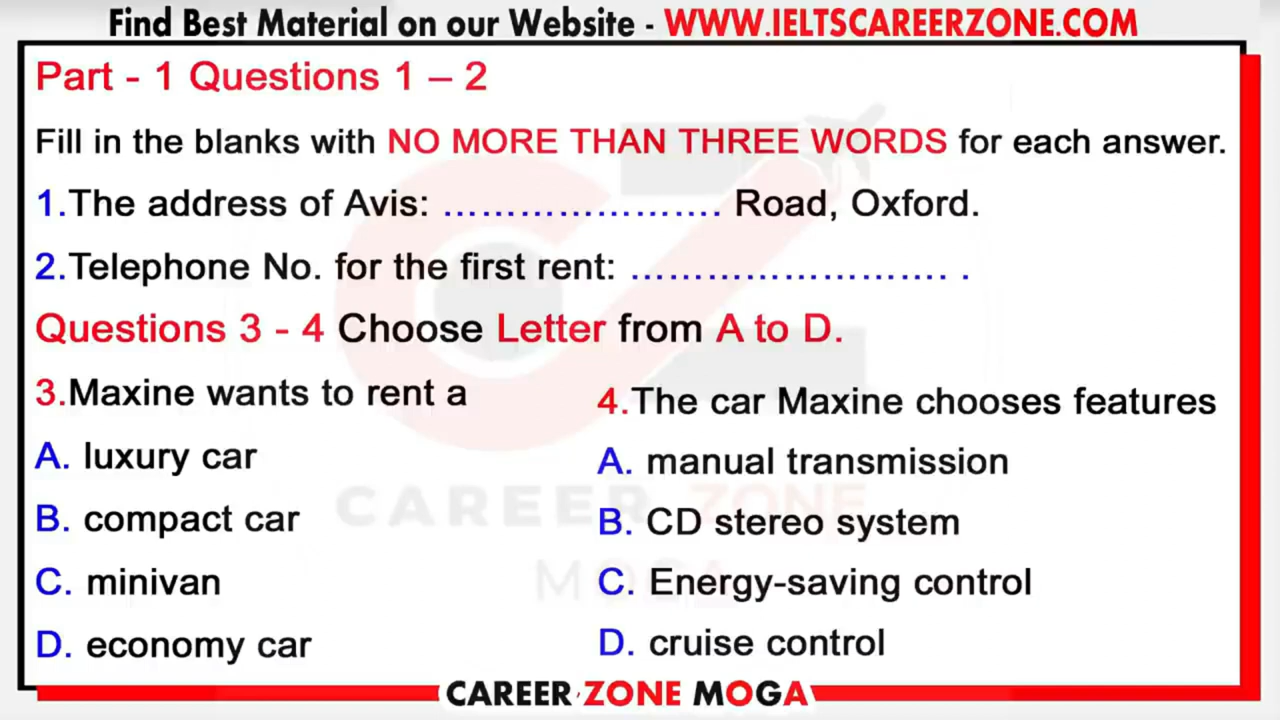 Find Best Material on our Website - WWW.IELTSCAREERZONE.COM
Part - 1 Questions 1 – 2
Fill in the blanks with NO MORE THAN THREE WORDS for each answer.
1.The address of Avis: ...................... Road, Oxford.
2.Telephone No. for the first rent: ......................... .
Questions 3 - 4 Choose Letter from A to D.
3.Maxine wants to rent a
A. luxury car
B. compact car
C. minivan
D. economy car
4.The car Maxine chooses features
A. manual transmission
B. CD stereo system
C. Energy-saving control
D. cruise control
CAREER ZONE
MOGA
CAREER ZONE MOGA